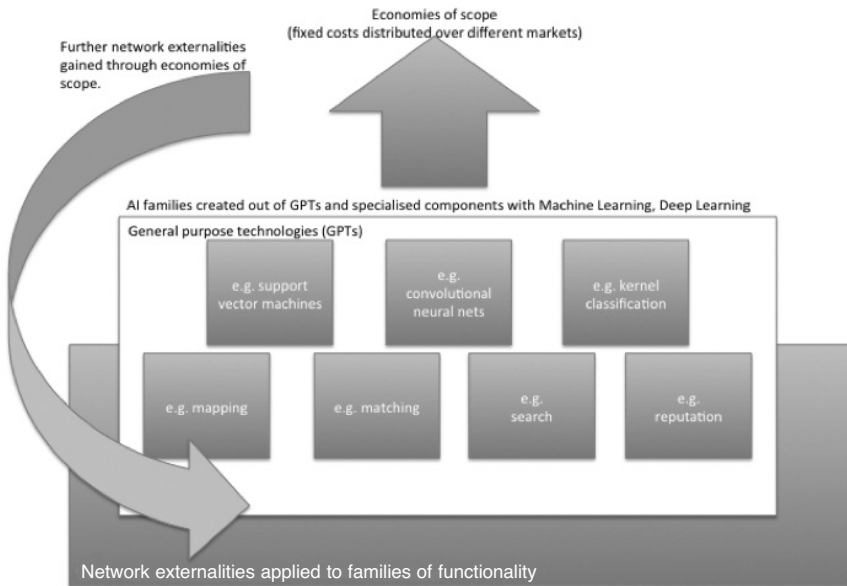 Economies of scope
(fixed costs distributed over different markets)
Further network externalities
gained through economies of
scope.
AI families created out of GPTs and specialised components with Machine Learning, Deep Learning
General purpose technologies (GPTs)
e.g. support
vector machines
e.g.
convolutional
neural nets
e.g. kernel
classification
e.g. mapping
e.g. matching
e.g.
search
e.g.
reputation
Network externalities applied to families of functionality